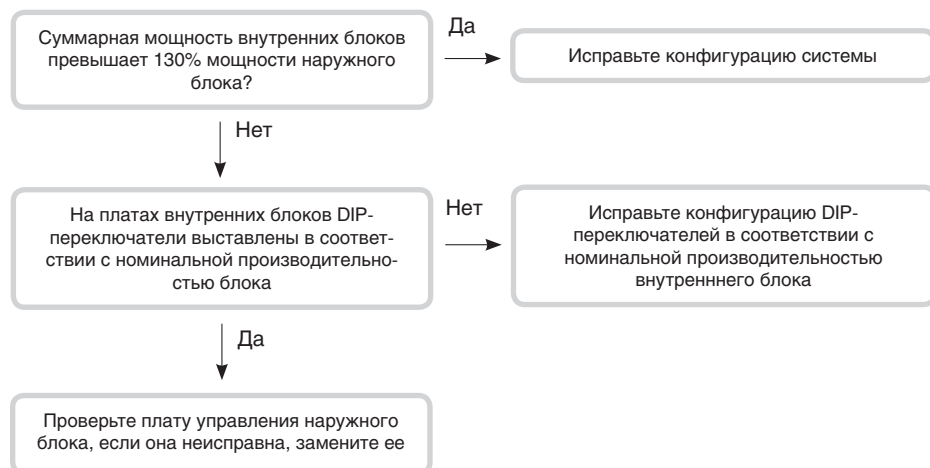 Суммарная мощность внутренних блоков
превышает 130% мощности наружного
блока?
Да
Исправьте конфигурацию системы
Нет
На платах внутренних блоков DIP-
переключатели выставлены в соответ-
ствии с номинальной производительно-
стью блока
Нет
Исправьте конфигурацию DIP-
переключателей в соответствии с
номинальной производительностью
внутренннего блока
Да
Проверьте плату управления наружного
блока, если она неисправна, замените ее